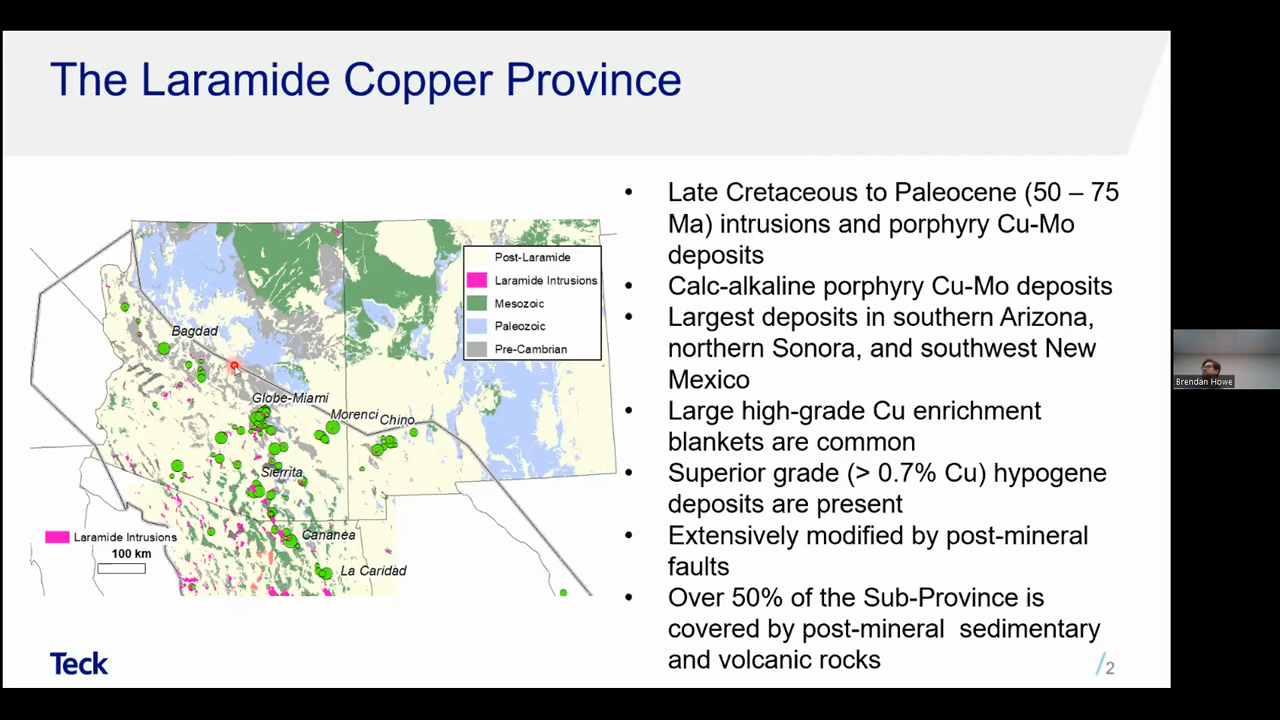 The Laramide Copper Province
Bagdad
Globe-Miami
Morenci
Chino
Sierrita
Cananea
La Caridad
Post-Laramide
Laramide Intrusions
Mesozoic
Paleozoic
Pre-Cambrian
Laramide Intrusions
100 km
• Late Cretaceous to Paleocene (50 – 75
Ma) intrusions and porphyry Cu-Mo
deposits
• Calc-alkaline porphyry Cu-Mo deposits
• Largest deposits in southern Arizona,
northern Sonora, and southwest New
Mexico
• Large high-grade Cu enrichment
blankets are common
• Superior grade (> 0.7% Cu) hypogene
deposits are present
• Extensively modified by post-mineral
faults
• Over 50% of the Sub-Province is
covered by post-mineral sedimentary
and volcanic rocks
Teck
/2
Brendan Howe